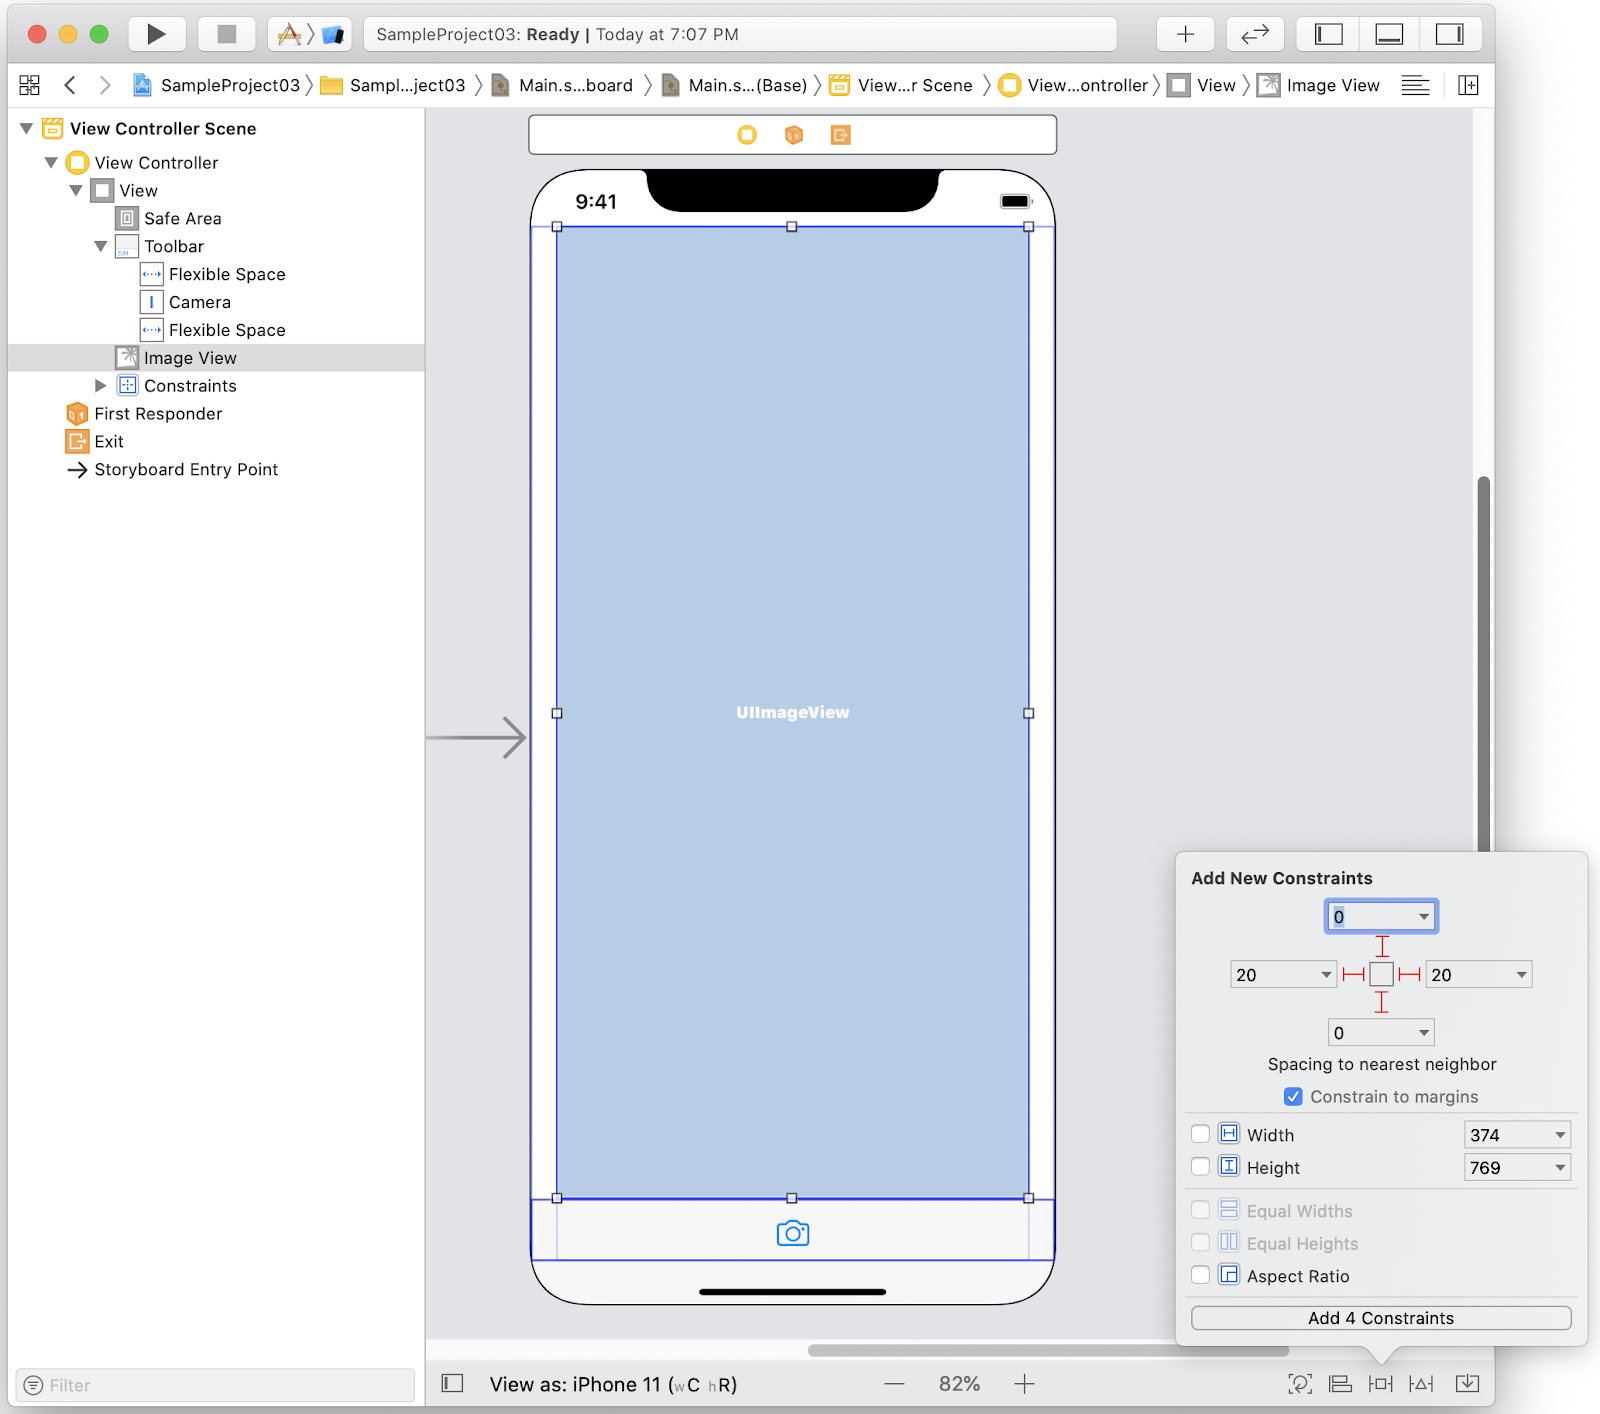 SampleProject03: Ready | Today at 7:07 PM
SampleProject03 Sampl...ject03 Main.s...board Main.s...(Base) View...r Scene View...ontroller View Image View
View Controller Scene
View Controller
View
Safe Area
Toolbar
Flexible Space
Camera
Flexible Space
Image View
Constraints
First Responder
Exit
Storyboard Entry Point
Filter
9:41
UIImageView
Add New Constraints
0
20 20
0
Spacing to nearest neighbor
Constrain to margins
Width 374
Height 769
Equal Widths
Equal Heights
Aspect Ratio
Add 4 Constraints
View as: iPhone 11 (wC hR) 82%